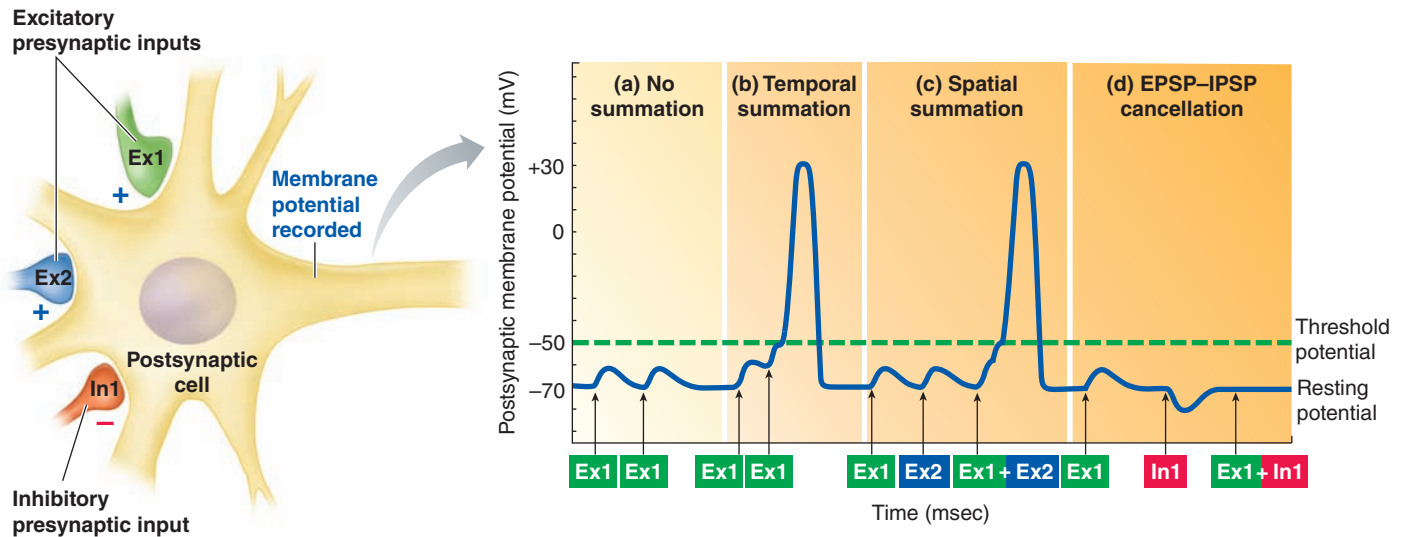 Excitatory
presynaptic inputs
Ex1
+
Ex2
+
In1
–
Postsynaptic
cell
Inhibitory
presynaptic input
Membrane
potential
recorded
Postsynaptic membrane potential (mV)
+30
0
–50
–70
(a) No
summation
(b) Temporal
summation
(c) Spatial
summation
(d) EPSP–IPSP
cancellation
Threshold
potential
Resting
potential
Ex1 Ex1 Ex1 Ex1 Ex1 Ex2 Ex1 + Ex2 Ex1 In1 Ex1 + In1
Time (msec)